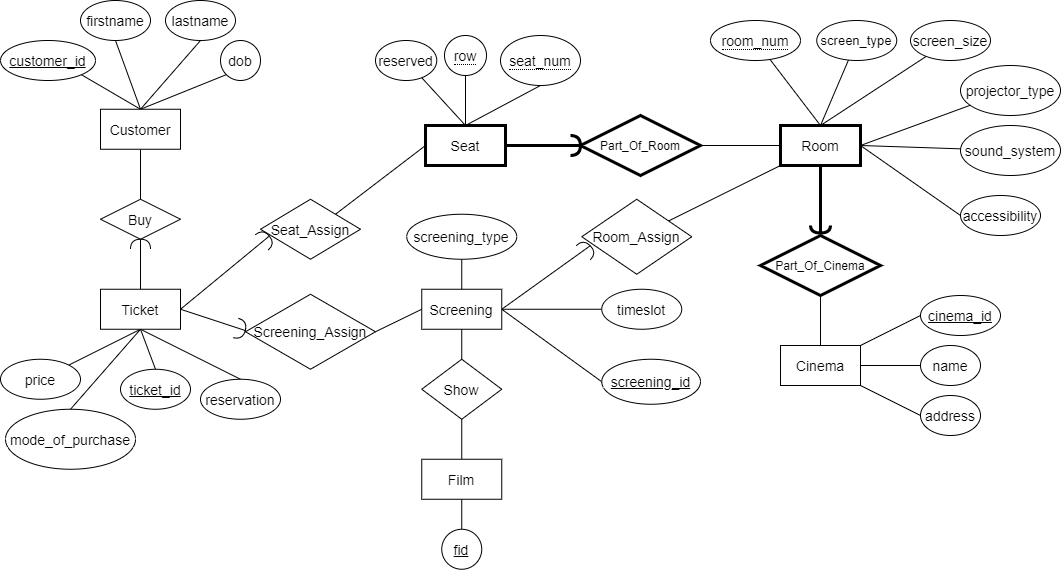 firstname
lastname
customer_id
dob
Customer
Buy
Ticket
price
ticket_id
reservation
mode_of_purchase
reserved
row
seat_num
Seat
Part_Of_Room
Seat_Assign
Screening_Assign
screening_type
Screening
Room_Assign
timeslot
screening_id
Show
Film
fid
room_num
screen_type
screen_size
projector_type
sound_system
accessibility
Room
Part_Of_Cinema
Cinema
cinema_id
name
address